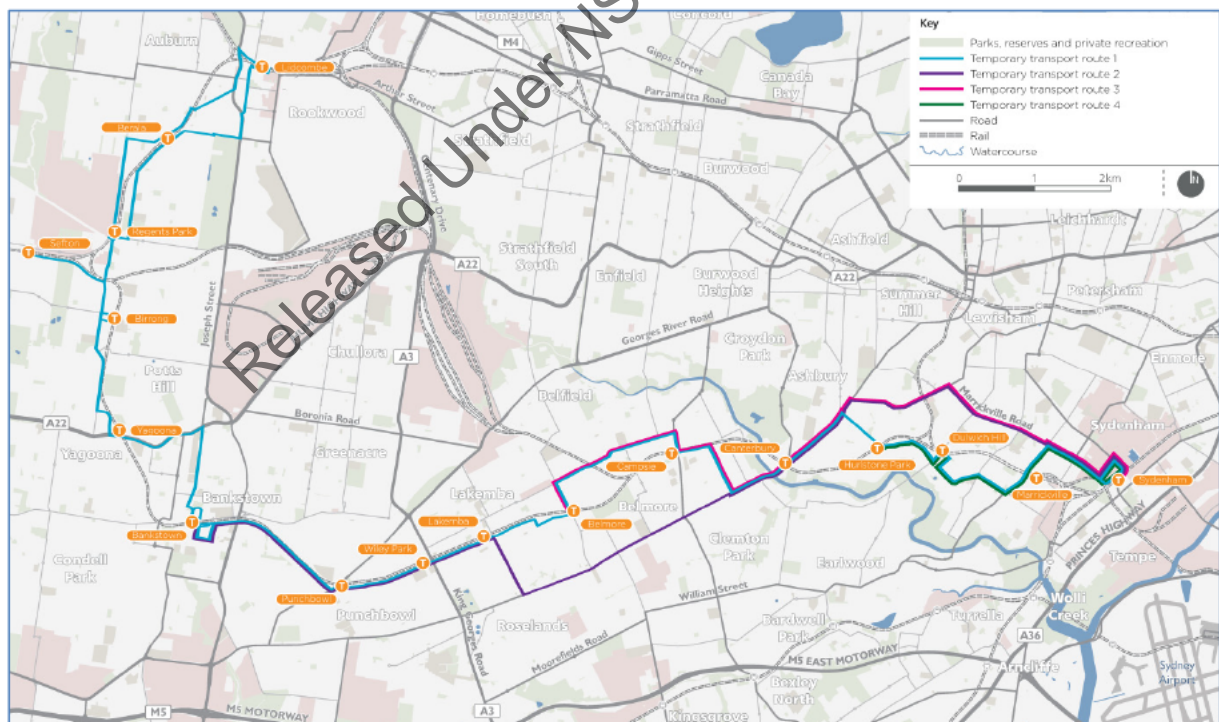 Key
Parks, reserves and private recreation
Temporary transport route 1
Temporary transport route 2
Temporary transport route 3
Temporary transport route 4
Road
Rail
Watercourse
0 1 2km
N
Released Under NS
Auburn
Homebush
Concord
M4
Lidcombe
Gipps Street
Canada
Bay
Rookwood
Arthur Street
Parramatta Road
Berala
Strathfield
Strathfield
Burwood
Centenary Drive
Leichhardt
Regents Park
Sefton
Ashfield
Strathfield
South
A22
Enfield
Burwood
Heights
A22
Summer
Hill
Petersham
Birrong
Joseph Street
Georges River Road
Lewisham
Chullora
Croydon
Park
Enmore
Potts
Hill
A3
Ashbury
Belfield
Marrickville Road
A22
Boronia Road
Yagoona
Sydenham
Yagoona
Greenacre
Campsie
Canterbury
Hurlstone Park
Dulwich Hill
Marrickville
Sydenham
Bankstown
Lakemba
Belmore
Belmore
Bankstown
Lakemba
Clemton
Park
PRINCES HIGHWAY
Tempe
Condell
Park
Wiley Park
Earlwood
Punchbowl
Punchbowl
King Georges Road
William Street
Wolli
Creek
Roselands
Bardwell
Park
Turrella
A36
Moorefields Road
M5 EAST MOTORWAY
Arncliffe
Sydney
Airport
Bexley
North
M5
M5 MOTORWAY
A3
Kingsgrove